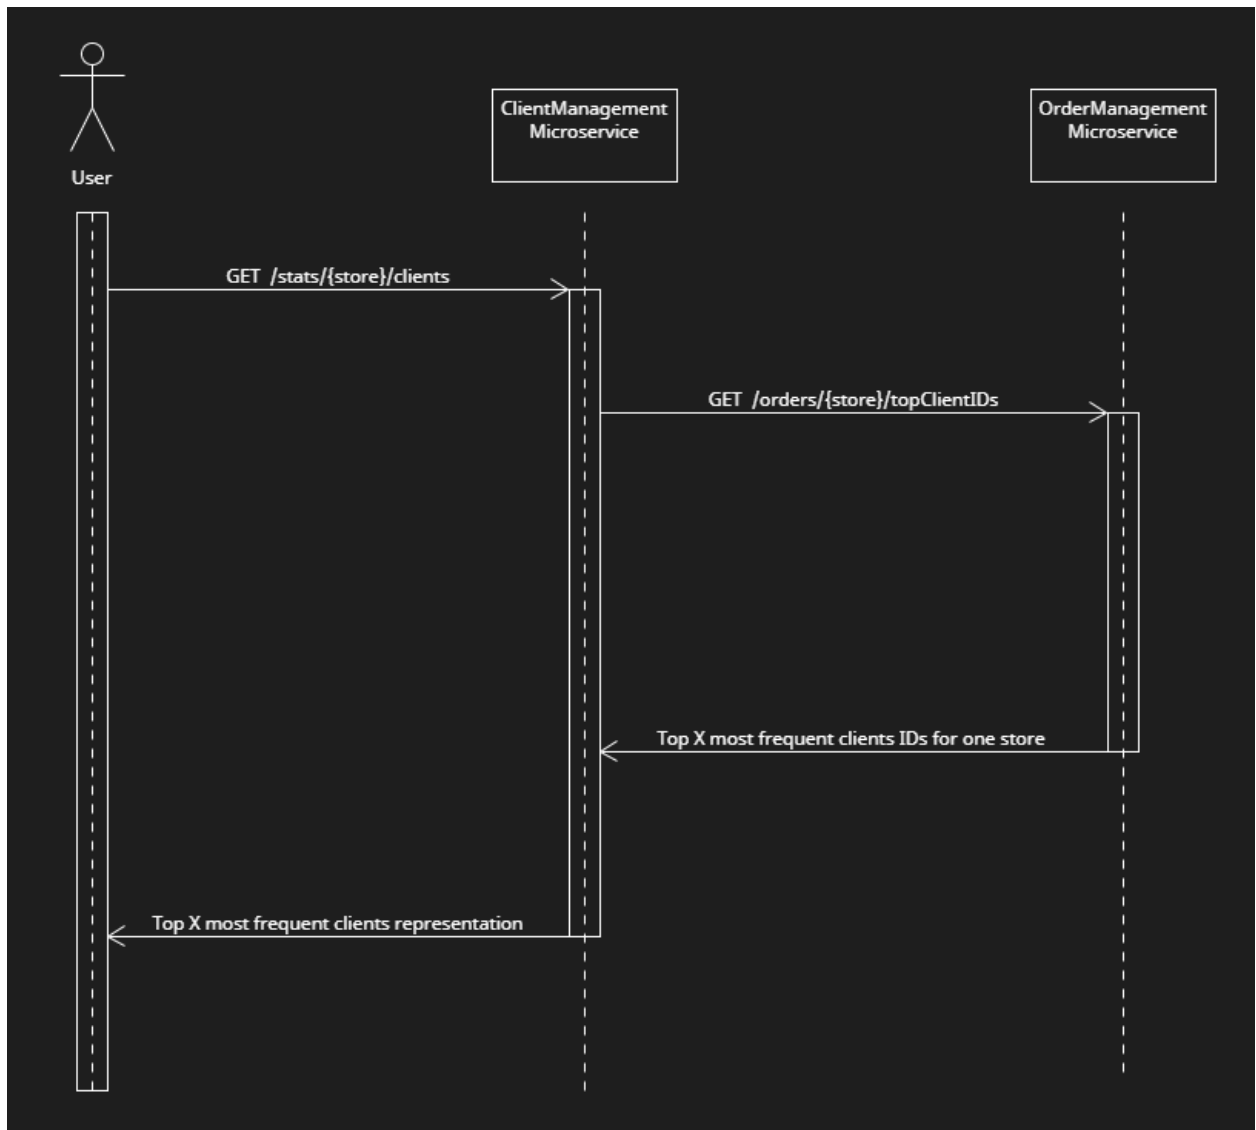 User
ClientManagement
Microservice
OrderManagement
Microservice
GET /stats/{store}/clients
GET /orders/{store}/topClientIDs
Top X most frequent clients IDs for one store
Top X most frequent clients representation